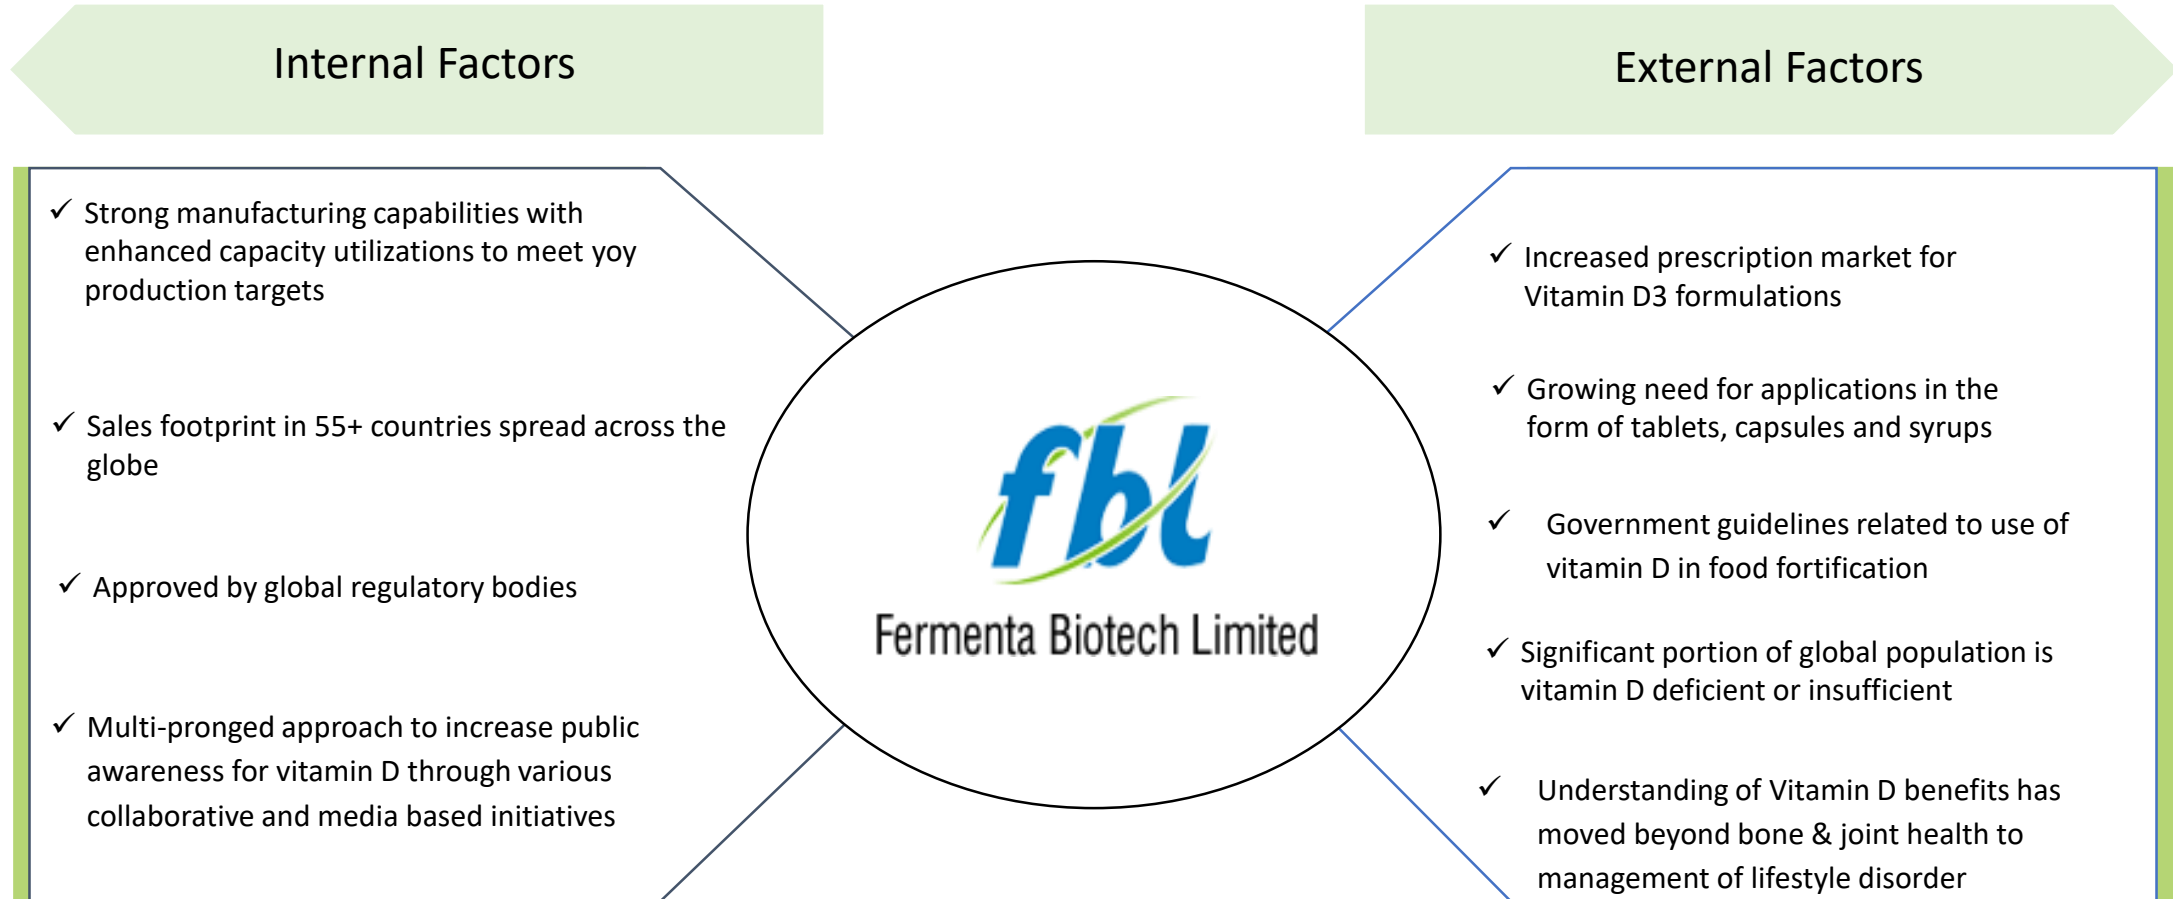 Internal Factors
✓ Strong manufacturing capabilities with
enhanced capacity utilizations to meet yoy
production targets
✓ Sales footprint in 55+ countries spread across the
globe
✓ Approved by global regulatory bodies
✓ Multi-pronged approach to increase public
awareness for vitamin D through various
collaborative and media based initiatives
fbl
Fermenta Biotech Limited
External Factors
✓ Increased prescription market for
Vitamin D3 formulations
✓ Growing need for applications in the
form of tablets, capsules and syrups
✓ Government guidelines related to use of
vitamin D in food fortification
✓ Significant portion of global population is
vitamin D deficient or insufficient
✓ Understanding of Vitamin D benefits has
moved beyond bone & joint health to
management of lifestyle disorder